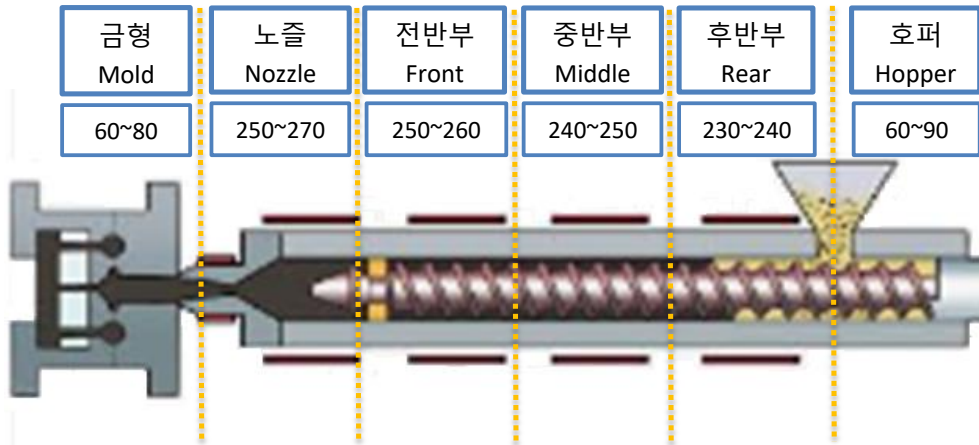 금형
Mold
노즐
Nozzle
전반부
Front
중반부
Middle
후반부
Rear
호퍼
Hopper
60~80
250~270
250~260
240~250
230~240
60~90